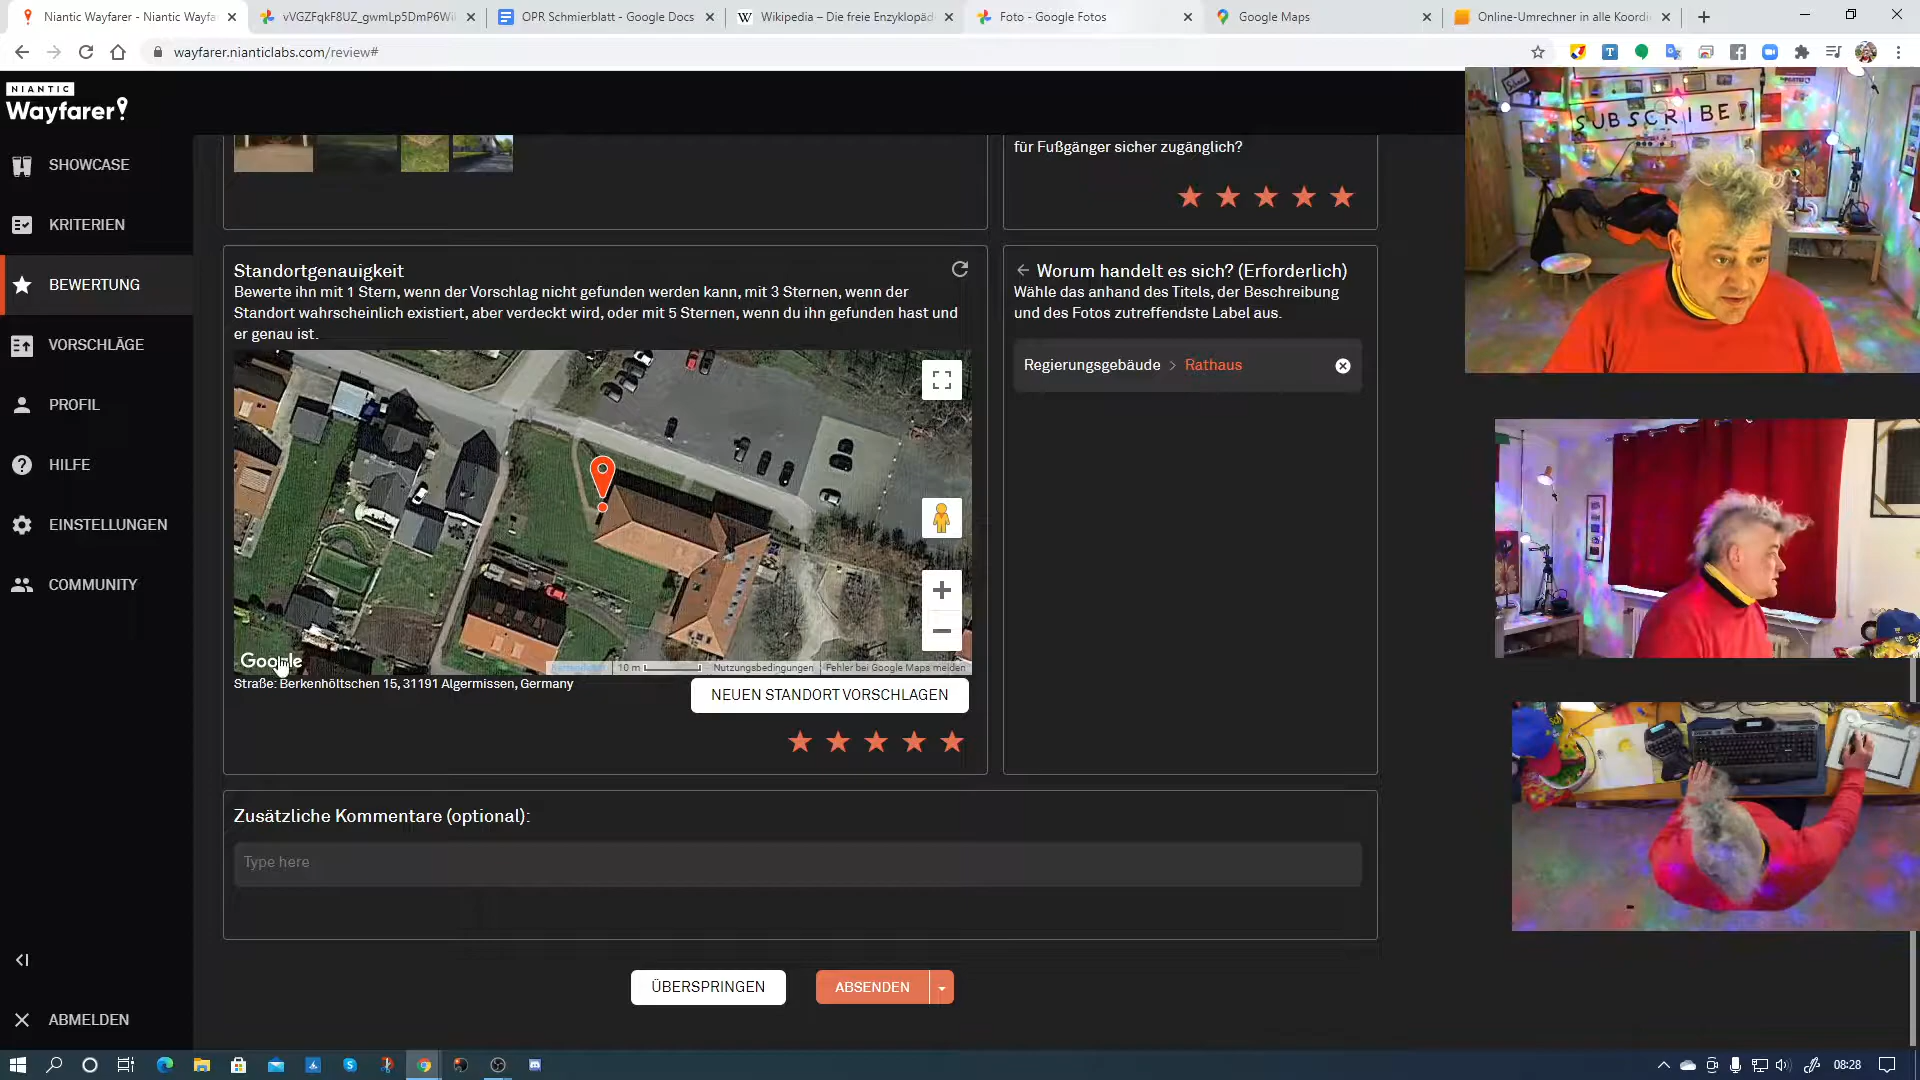 Niantic Wayfarer - Niantic Wayfa
vVGZFqkF8UZ_gwmLp5DmP6Wi
OPR Schmierblatt - Google Docs
Wikipedia – Die freie Enzyklopäd
Foto - Google Fotos
Google Maps
Online-Umrechner in alle Koordi
wayfarer.nianticlabs.com/review#
NIANTIC
Wayfarer
SHOWCASE
KRITERIEN
BEWERTUNG
VORSCHLÄGE
PROFIL
HILFE
EINSTELLUNGEN
COMMUNITY
ABMELDEN
für Fußgänger sicher zugänglich?
Standortgenauigkeit
Bewerte ihn mit 1 Stern, wenn der Vorschlag nicht gefunden werden kann, mit 3 Sternen, wenn der
Standort wahrscheinlich existiert, aber verdeckt wird, oder mit 5 Sternen, wenn du ihn gefunden hast und
er genau ist.
Google
10 m
Nutzungsbedingungen
Fehler bei Google Maps melden
Straße: Berkenhöltschen 15, 31191 Algermissen, Germany
NEUEN STANDORT VORSCHLAGEN
Worum handelt es sich? (Erforderlich)
Wähle das anhand des Titels, der Beschreibung
und des Fotos zutreffendste Label aus.
Regierungsgebäude > Rathaus
Zusätzliche Kommentare (optional):
Type here
ÜBERSPRINGEN
ABSENDEN
SUBSCRIBE!
08:28